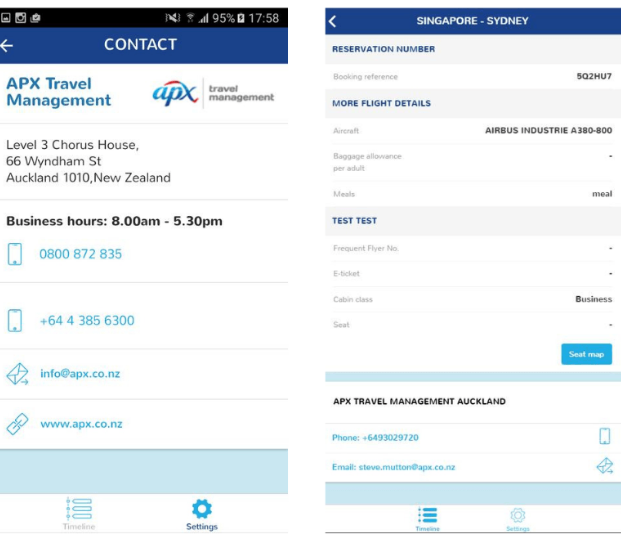 95% 17:58
CONTACT
APX Travel
Management
apx travel
management
Level 3 Chorus House,
66 Wyndham St
Auckland 1010,New Zealand
Business hours: 8.00am - 5.30pm
0800 872 835
+64 4 385 6300
info@apx.co.nz
www.apx.co.nz
Timeline
Settings
SINGAPORE - SYDNEY
RESERVATION NUMBER
Booking reference 5Q2HU7
MORE FLIGHT DETAILS
Aircraft AIRBUS INDUSTRIE A380-800
Baggage allowance -
per adult
Meals meal
TEST TEST
Frequent Flyer No. -
E-ticket -
Cabin class Business
Seat -
Seat map
APX TRAVEL MANAGEMENT AUCKLAND
Phone: +6493029720
Email: steve.mutton@apx.co.nz
Timeline
Settings